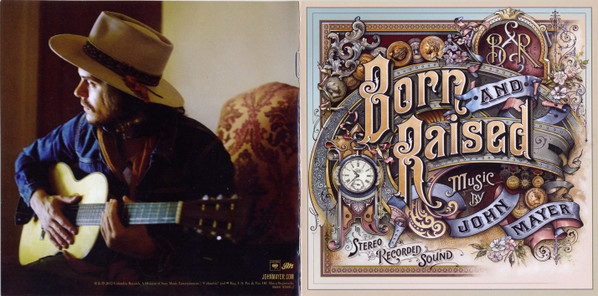 JOHNMAYER.COM
B & R
Born
AND
Raised
Music
BY
JOHN
MAYER
STEREO
RECORDED
SOUND